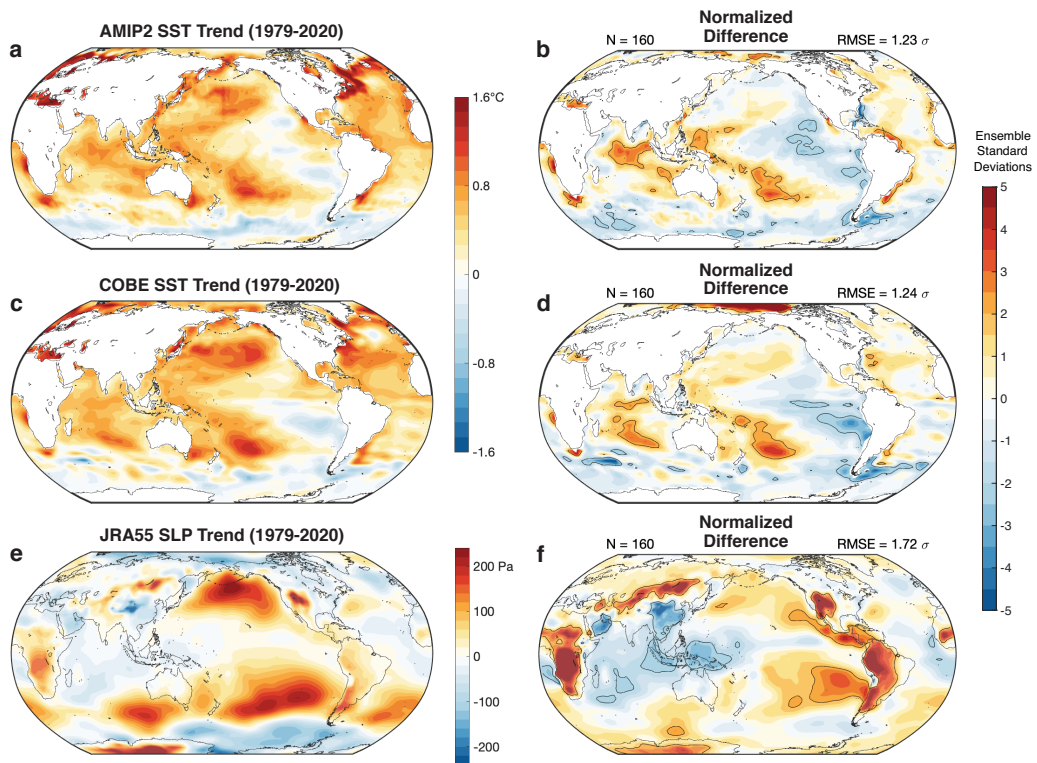 a
AMIP2 SST Trend (1979-2020)
1.6°C
0.8
0
-0.8
-1.6
b
N = 160
Normalized
Difference
RMSE = 1.23 σ
c
COBE SST Trend (1979-2020)
d
N = 160
Normalized
Difference
RMSE = 1.24 σ
Ensemble
Standard
Deviations
5
4
3
2
1
0
-1
-2
-3
-4
-5
e
JRA55 SLP Trend (1979-2020)
200 Pa
100
0
-100
-200
f
N = 160
Normalized
Difference
RMSE = 1.72 σ